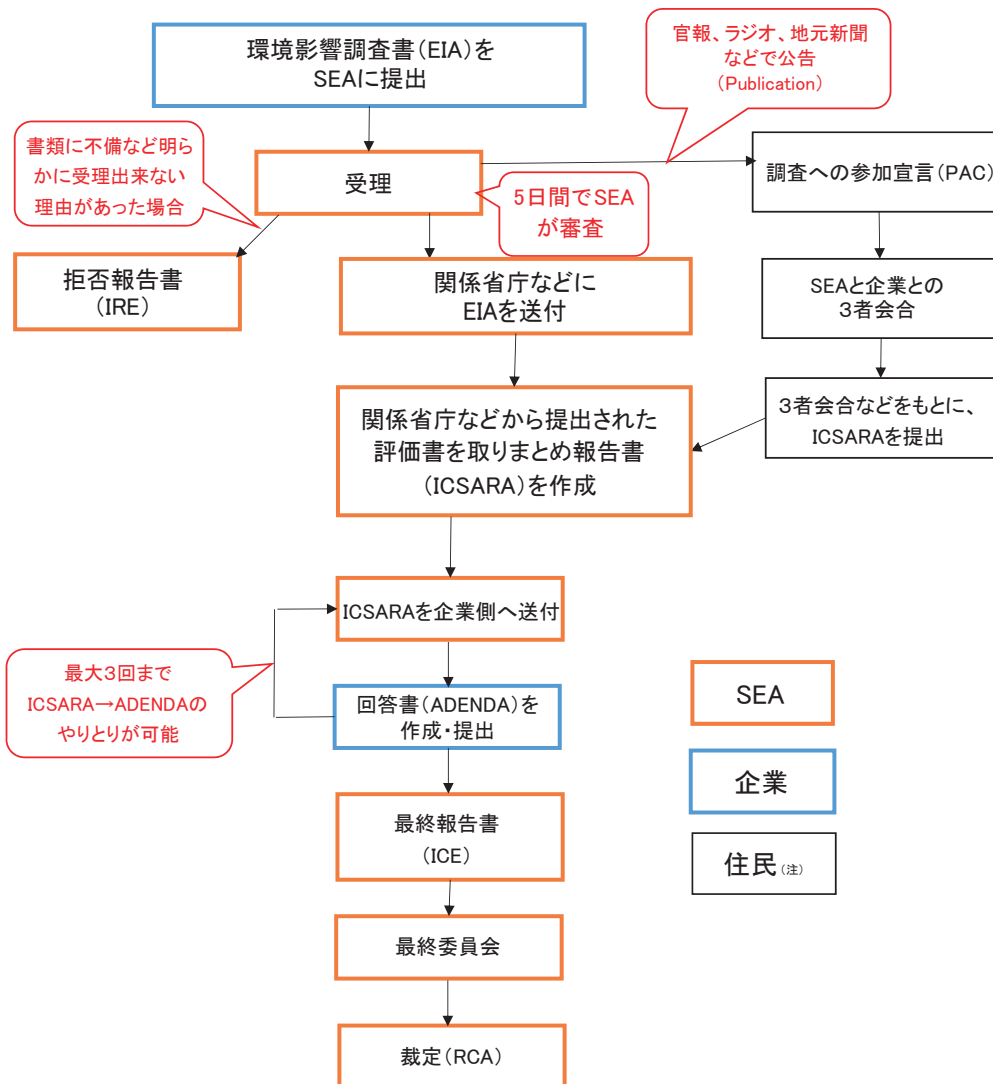 環境影響調査書(EIA)を
SEAに提出
官報、ラジオ、地元新聞
などで公告
(Publication)
書類に不備など明ら
かに受理出来ない
理由があった場合
受理
5日間でSEA
が審査
調査への参加宣言(PAC)
拒否報告書
(IRE)
関係省庁などに
EIAを送付
SEAと企業との
3者会合
関係省庁などから提出された
評価書を取りまとめ報告書
(ICSARA)を作成
3者会合などをもとに、
ICSARAを提出
ICSARAを企業側へ送付
最大3回まで
ICSARA→ADENDAの
やりとりが可能
回答書(ADENDA)を
作成・提出
最終報告書
(ICE)
最終委員会
裁定(RCA)
SEA
企業
住民(注)